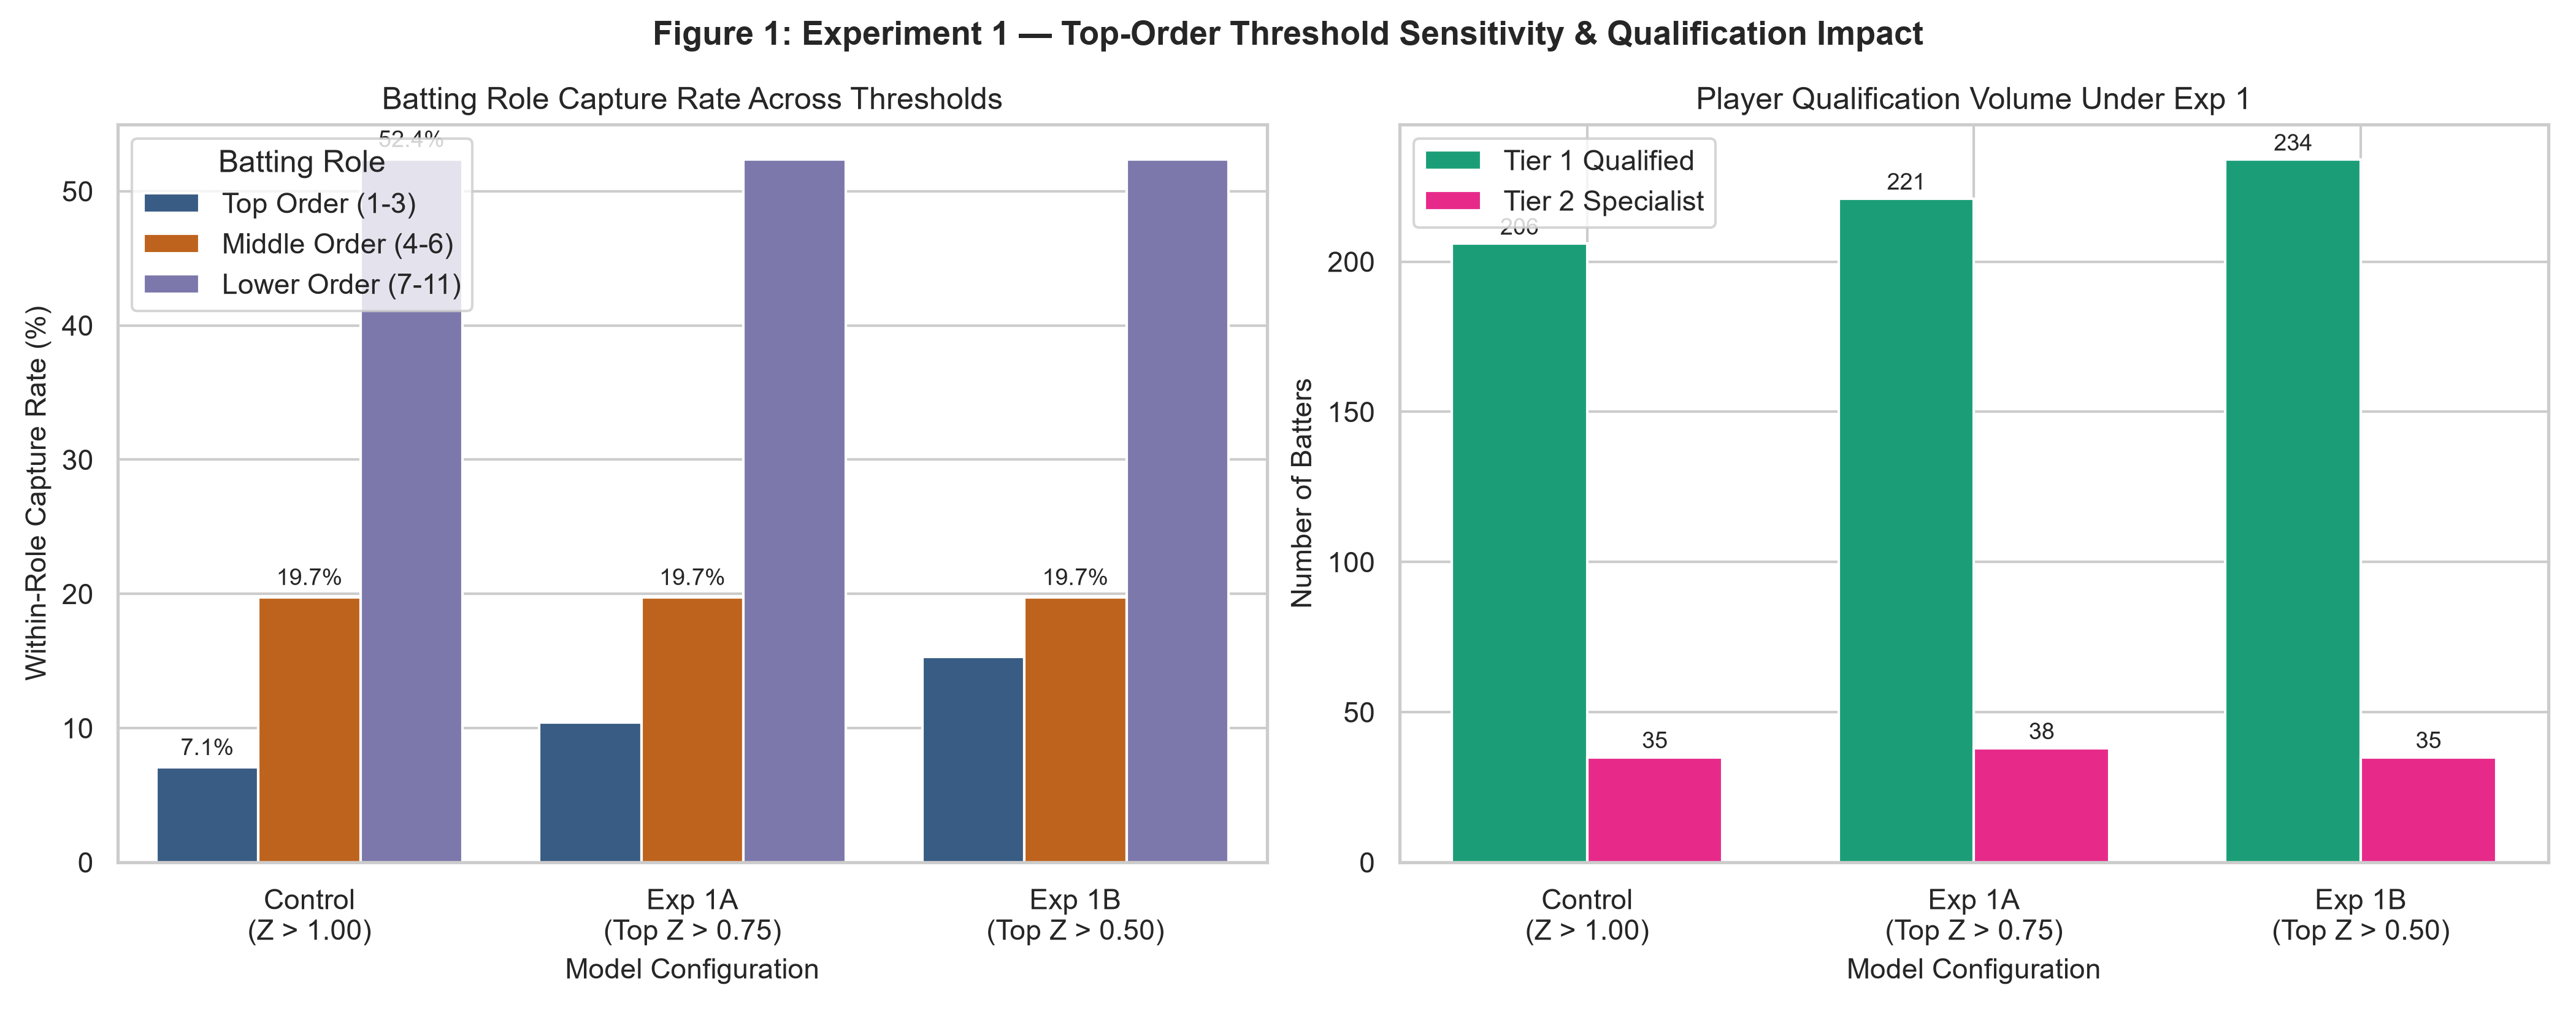 Figure 1: Experiment 1 — Top-Order Threshold Sensitivity & Qualification Impact
Batting Role Capture Rate Across Thresholds
52.4%
Batting Role
Top Order (1-3)
Middle Order (4-6)
Lower Order (7-11)
Within-Role Capture Rate (%)
50
40
30
20
10
0
7.1%
19.7%
19.7%
19.7%
Control
(Z > 1.00)
Exp 1A
(Top Z > 0.75)
Exp 1B
(Top Z > 0.50)
Model Configuration
Player Qualification Volume Under Exp 1
Tier 1 Qualified
Tier 2 Specialist
Number of Batters
200
150
100
50
0
206
35
221
38
234
35
Control
(Z > 1.00)
Exp 1A
(Top Z > 0.75)
Exp 1B
(Top Z > 0.50)
Model Configuration